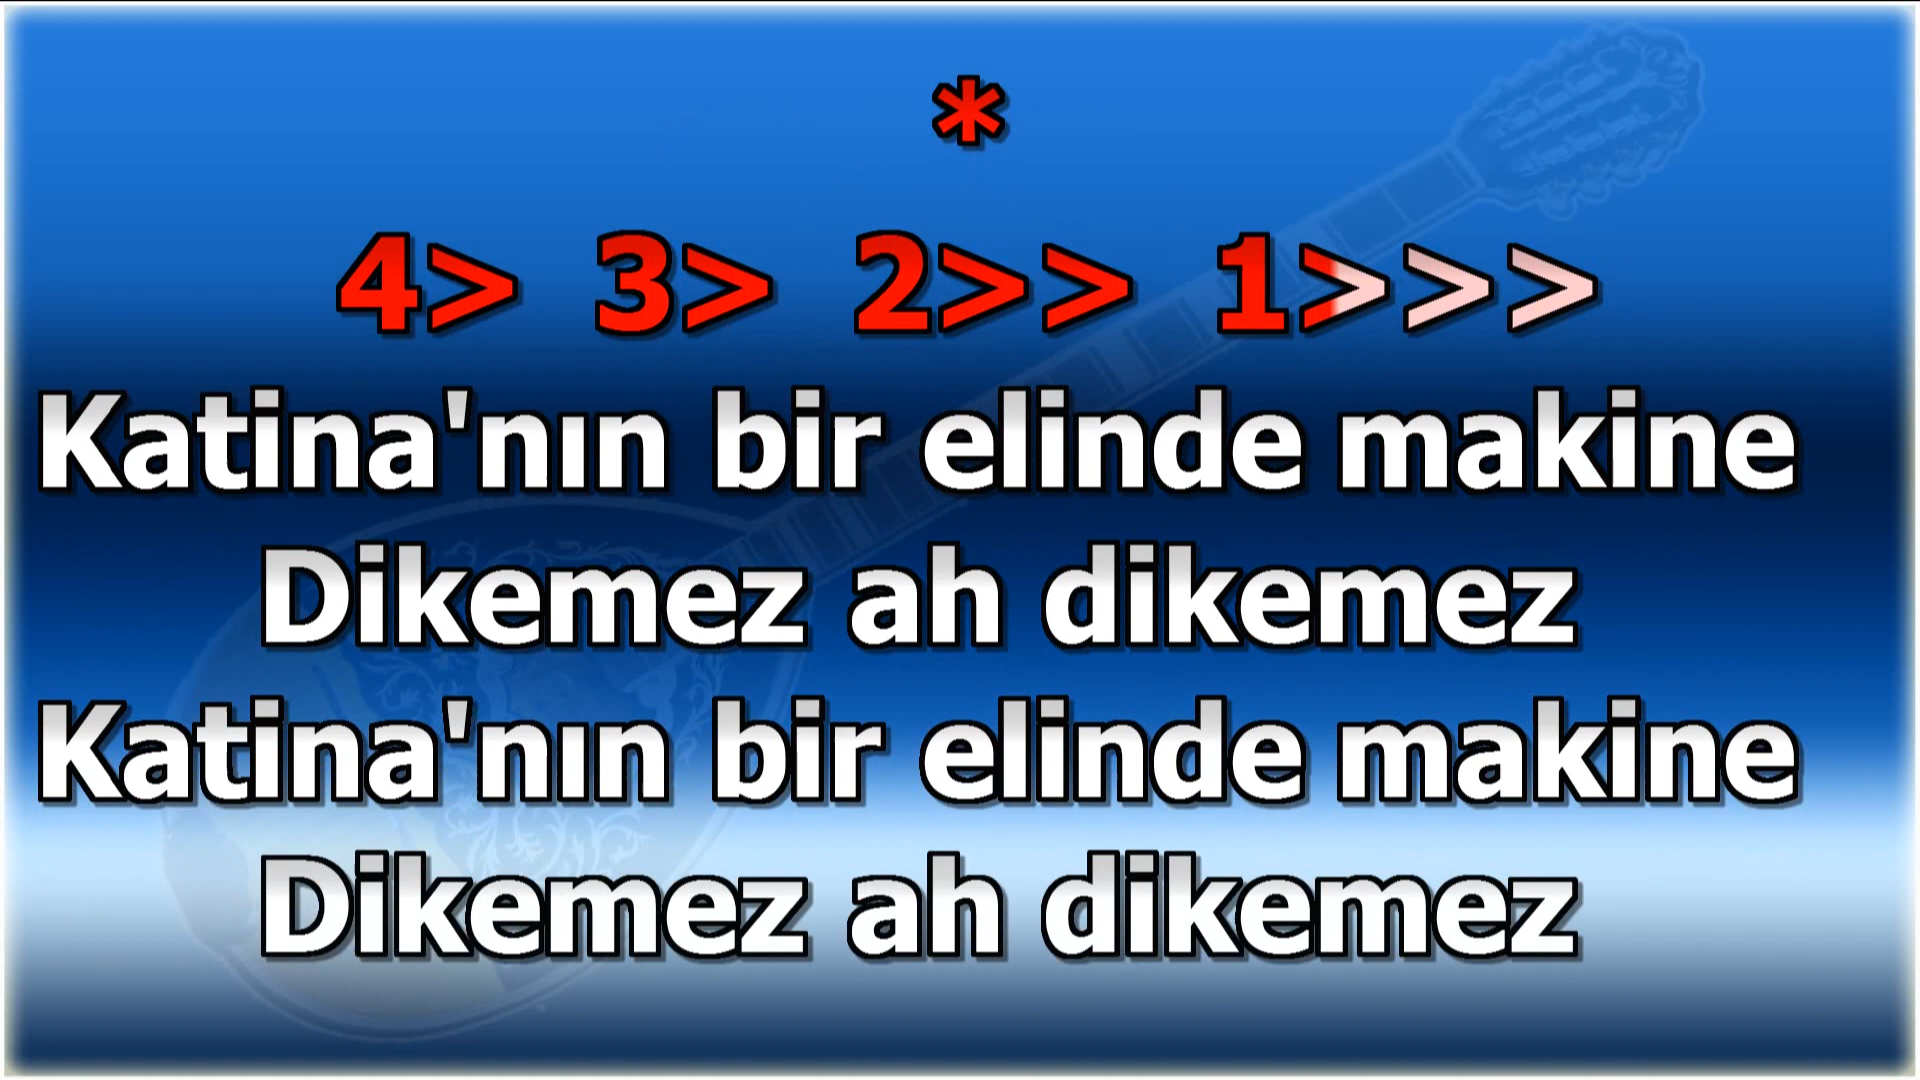 *
4> 3> 2>> 1>>>
Katina'nın bir elinde makine
Dikemez ah dikemez
Katina'nın bir elinde makine
Dikemez ah dikemez